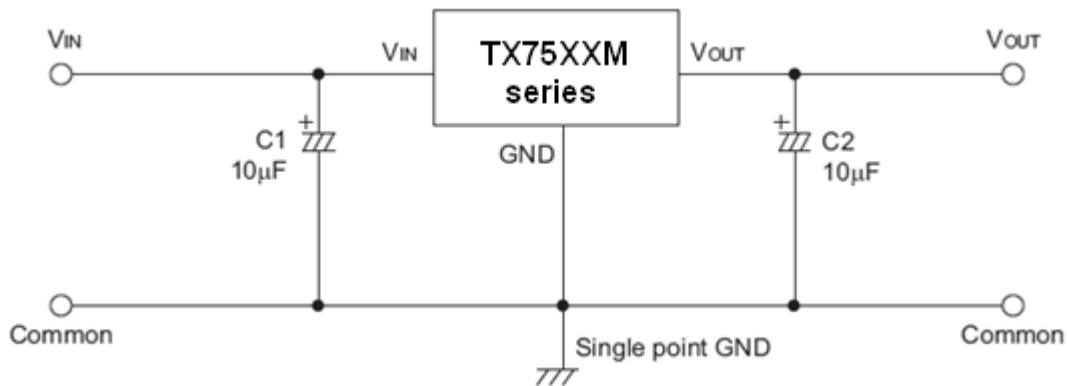 VIN
VIN
TX75XXM
series
VOUT
VOUT
+
C1
10μF
GND
+
C2
10μF
Common
Single point GND
Common